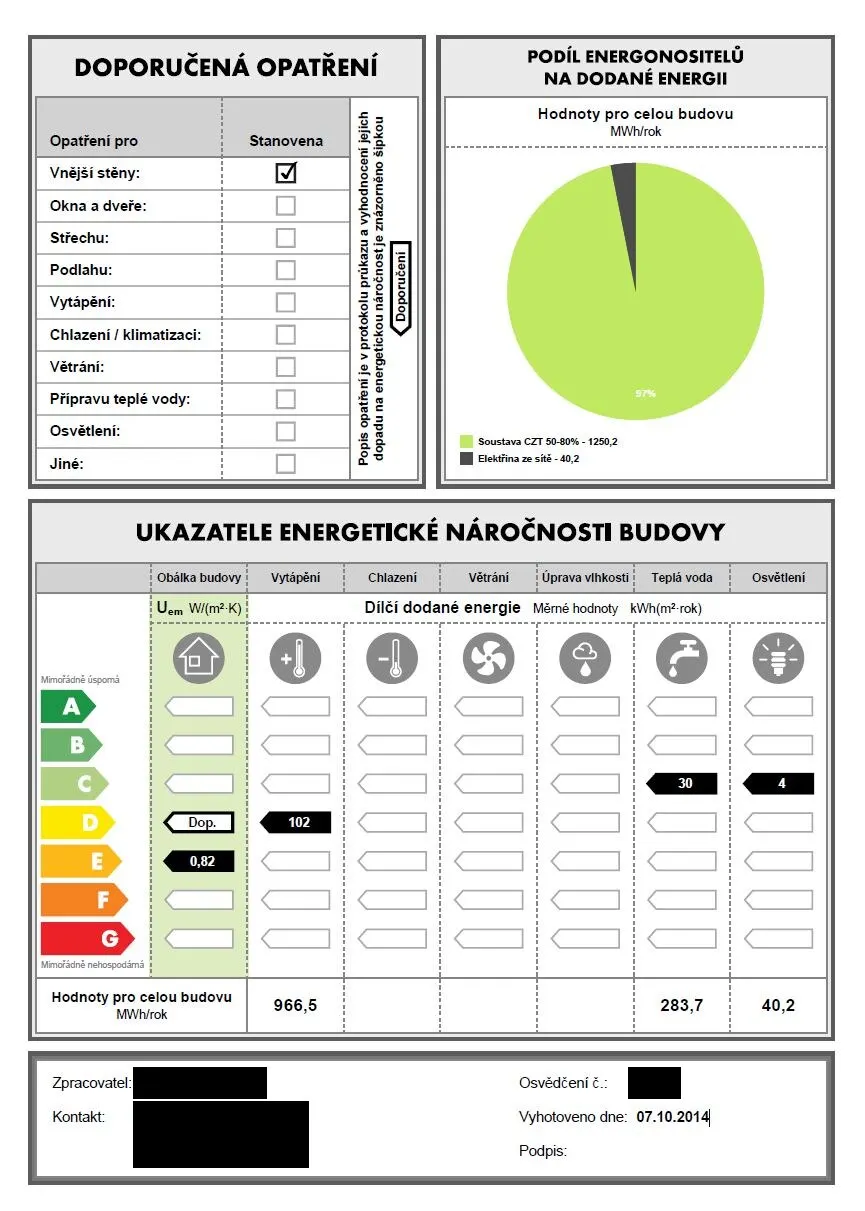 DOPORUČENÁ OPATŘENÍ
Opatření pro Stanovena
Vnější stěny:
Okna a dveře:
Střechu:
Podlahu:
Vytápění:
Chlazení / klimatizaci:
Větrání:
Přípravu teplé vody:
Osvětlení:
Jiné:
Popis opatření je v protokolu průkazu a vyhodnocení jejich
dopadu na energetickou náročnost je znázorněno šipkou
Doporučení
PODÍL ENERGONOSITELŮ
NA DODANÉ ENERGII
Hodnoty pro celou budovu
MWh/rok
97%
Soustava CZT 50-80% - 1250,2
Elektřina ze sítě - 40,2
UKAZATELE ENERGETICKÉ NÁROČNOSTI BUDOVY
Obálka budovy Vytápění Chlazení Větrání Úprava vlhkosti Teplá voda Osvětlení
Uem W/(m²·K) Dílčí dodané energie Měrné hodnoty kWh(m²·rok)
Mimořádně úsporná
A
B
C 30 4
D Dop. 102
E 0,82
F
G
Mimořádně nehospodárná
Hodnoty pro celou budovu
MWh/rok
966,5 283,7 40,2
Zpracovatel: Osvědčení č.:
Kontakt: Vyhotoveno dne: 07.10.2014
Podpis: